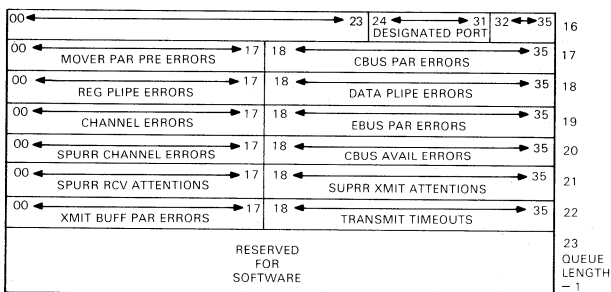 00 23 24 31 32 35 16
DESIGNATED PORT
00 17 18 35 17
MOVER PAR PRE ERRORS CBUS PAR ERRORS
00 17 18 35 18
REG PLIPE ERRORS DATA PLIPE ERRORS
00 17 18 35 19
CHANNEL ERRORS EBUS PAR ERRORS
00 17 18 35 20
SPURR CHANNEL ERRORS CBUS AVAIL ERRORS
00 17 18 35 21
SPURR RCV ATTENTIONS SUPRR XMIT ATTENTIONS
00 17 18 35 22
XMIT BUFF PAR ERRORS TRANSMIT TIMEOUTS
RESERVED
FOR
SOFTWARE
23
QUEUE
LENGTH
– 1